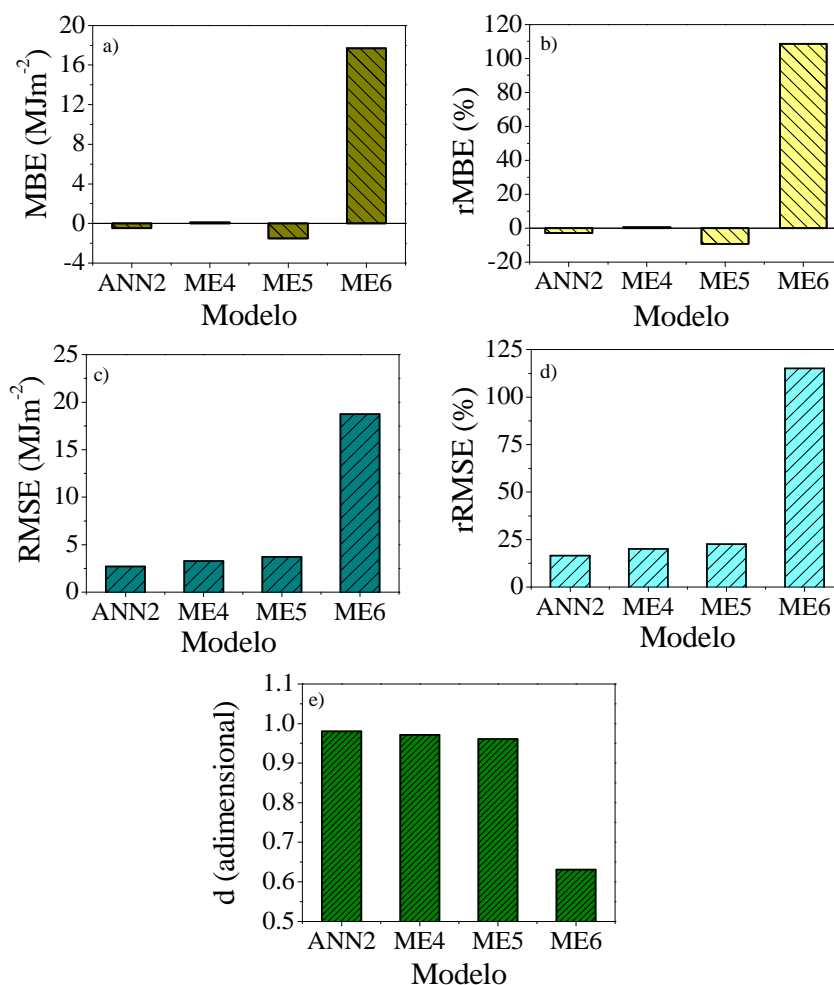 a)
MBE (MJm-2)
20
16
12
8
4
0
-4
ANN2 ME4 ME5 ME6
Modelo
b)
rMBE (%)
120
100
80
60
40
20
0
-20
ANN2 ME4 ME5 ME6
Modelo
c)
RMSE (MJm-2)
25
20
15
10
5
0
ANN2 ME4 ME5 ME6
Modelo
d)
rRMSE (%)
125
100
75
50
25
0
ANN2 ME4 ME5 ME6
Modelo
e)
d (adimensional)
1.1
1.0
0.9
0.8
0.7
0.6
0.5
ANN2 ME4 ME5 ME6
Modelo